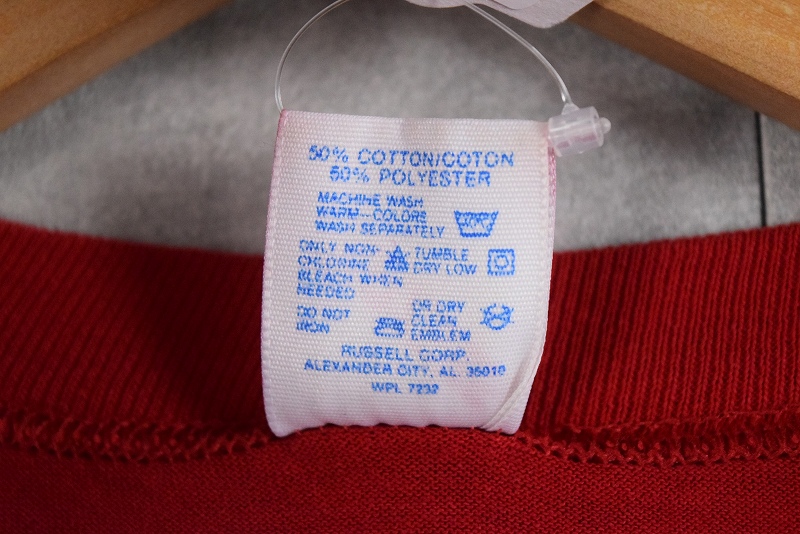 50% COTTON/COTON
50% POLYESTER
MACHINE WASH
WARM—COLORS
WASH SEPARATELY
ONLY NON-
CHLORINE
BLEACH WHEN
NEEDED
TUMBLE
DRY LOW
DO NOT
IRON
OR DRY
CLEAN
EMBLEM
RUSSELL CORP.
ALEXANDER CITY, AL. 35010
WPL 7232